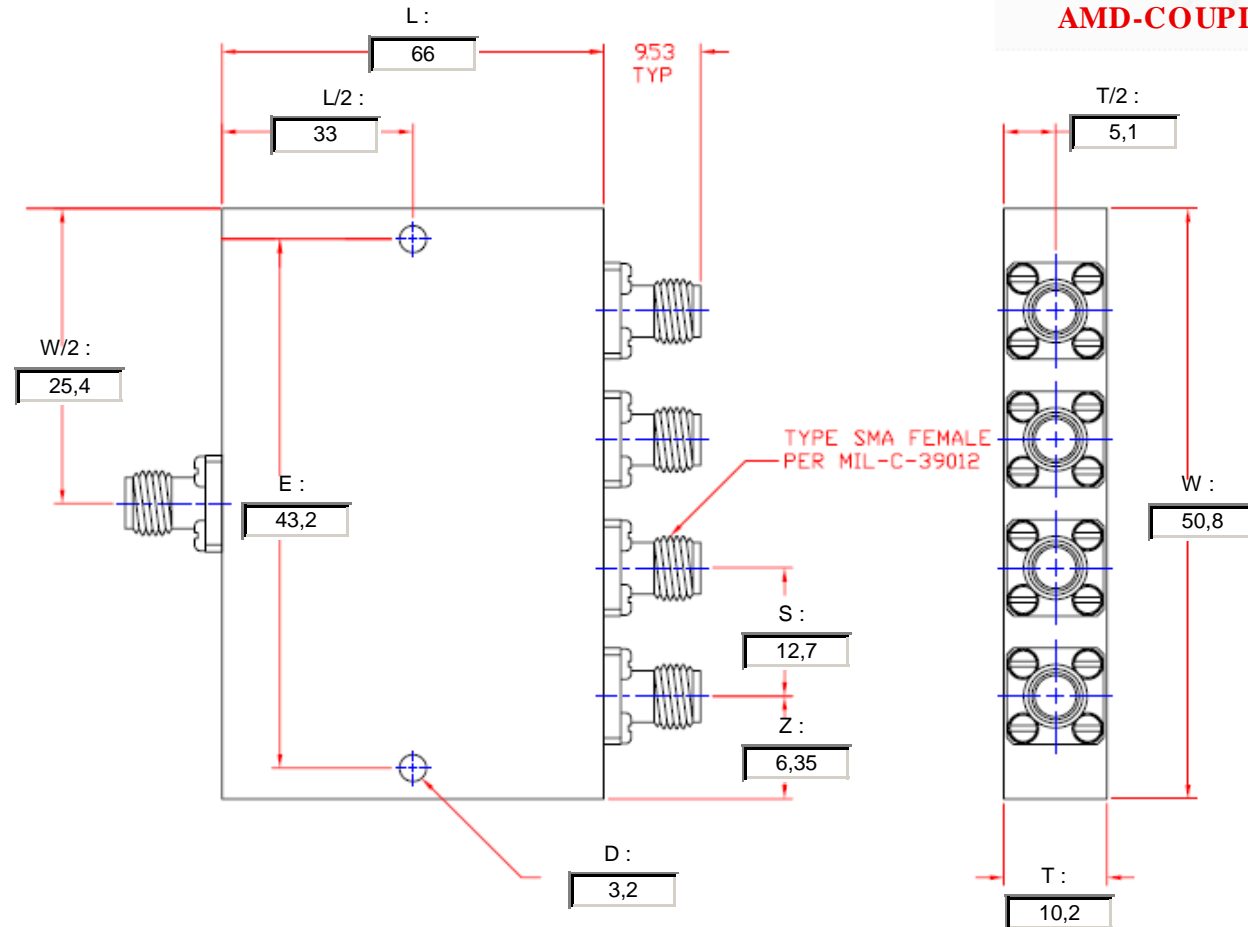 AMD-COUPL
L :
66
9.53
TYP
L/2 :
33
T/2 :
5,1
W/2 :
25,4
TYPE SMA FEMALE
PER MIL-C-39012
E :
43,2
W :
50,8
S :
12,7
Z :
6,35
D :
3,2
T :
10,2